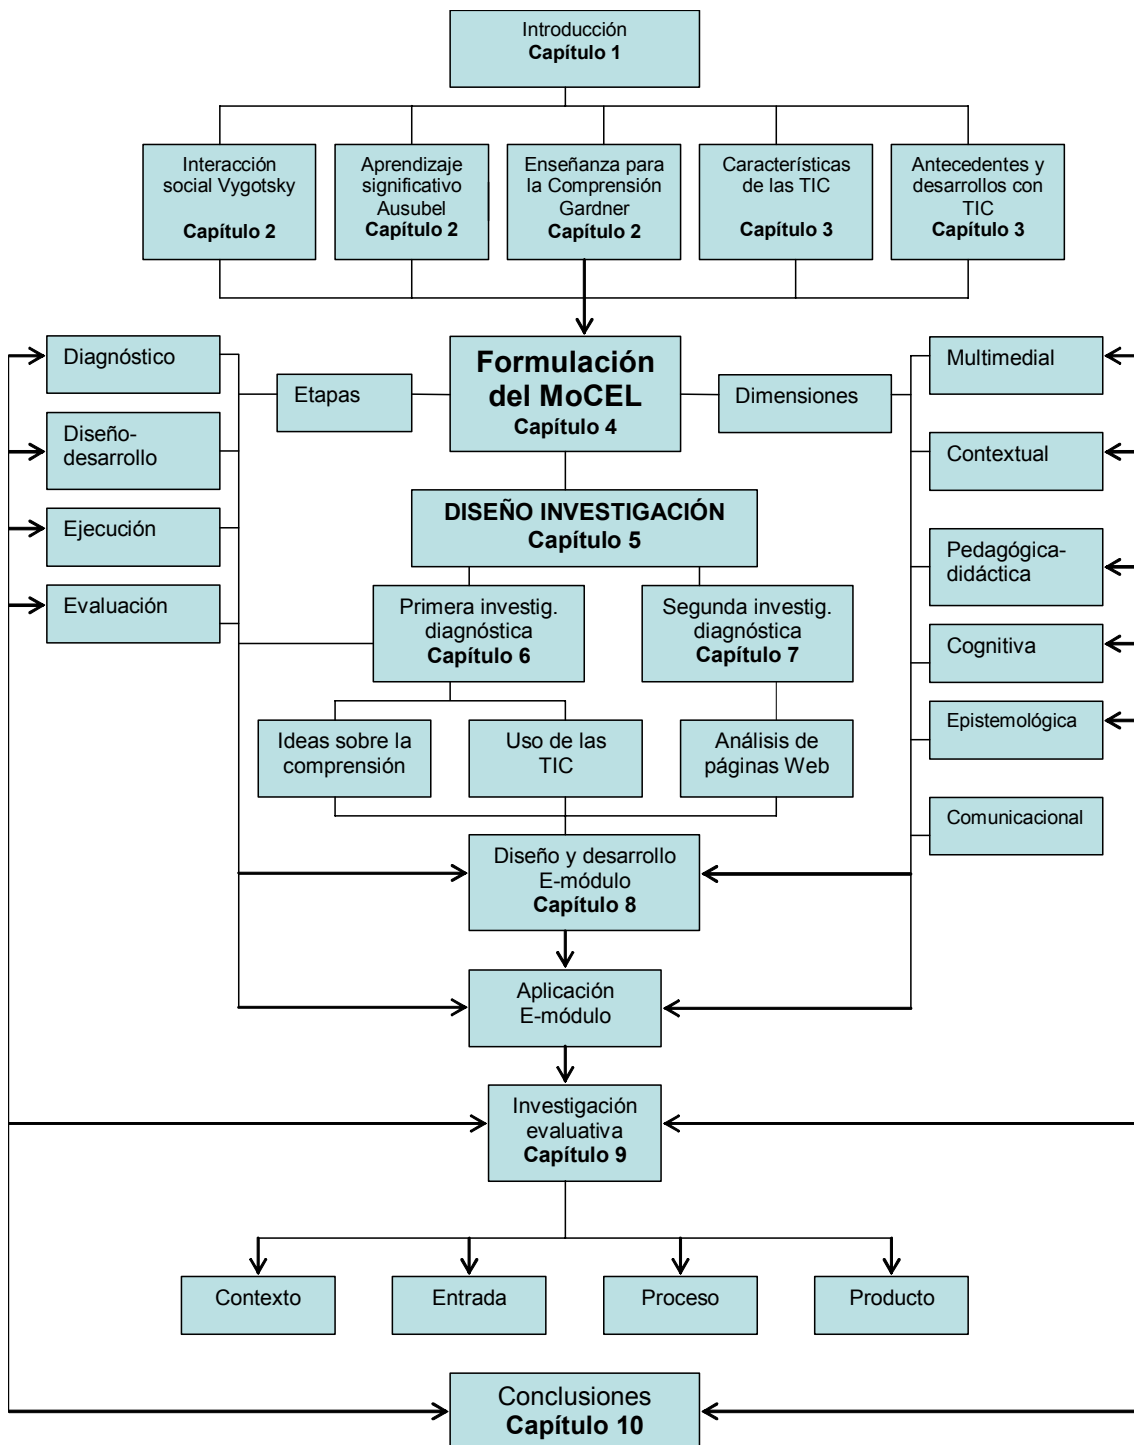 Introducción
Capítulo 1
Interacción
social Vygotsky
Capítulo 2
Aprendizaje
significativo
Ausubel
Capítulo 2
Enseñanza para
la Comprensión
Gardner
Capítulo 2
Características
de las TIC
Capítulo 3
Antecedentes y
desarrollos con
TIC
Capítulo 3
Diagnóstico
Diseño-
desarrollo
Ejecución
Evaluación
Etapas
Formulación
del MoCEL
Capítulo 4
Dimensiones
Multimedial
Contextual
Pedagógica-
didáctica
Cognitiva
Epistemológica
Comunicacional
DISEÑO INVESTIGACIÓN
Capítulo 5
Primera investig.
diagnóstica
Capítulo 6
Segunda investig.
diagnóstica
Capítulo 7
Ideas sobre la
comprensión
Uso de las
TIC
Análisis de
páginas Web
Diseño y desarrollo
E-módulo
Capítulo 8
Aplicación
E-módulo
Investigación
evaluativa
Capítulo 9
Contexto
Entrada
Proceso
Producto
Conclusiones
Capítulo 10